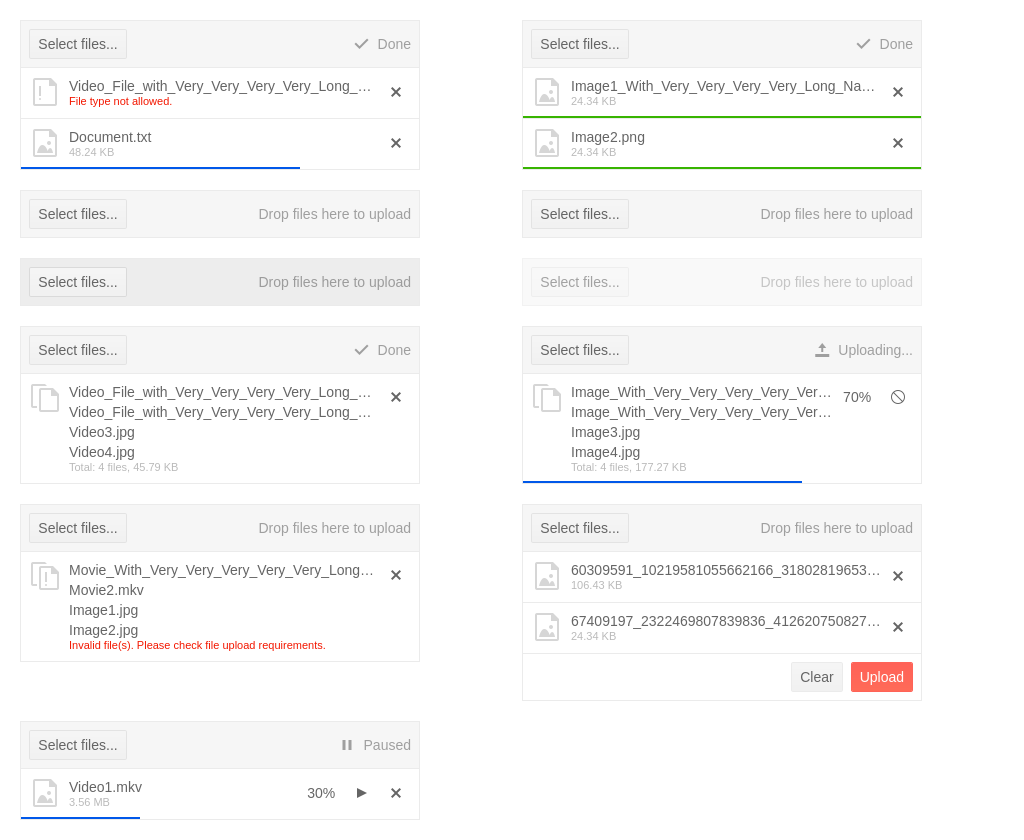 Select files...
Done
Video_File_with_Very_Very_Very_Very_Long_...
File type not allowed.
Document.txt
48.24 KB
Select files...
Done
Image1_With_Very_Very_Very_Very_Long_Na...
24.34 KB
Image2.png
24.34 KB
Select files...
Drop files here to upload
Select files...
Drop files here to upload
Select files...
Drop files here to upload
Select files...
Drop files here to upload
Select files...
Done
Video_File_with_Very_Very_Very_Very_Long_...
Video_File_with_Very_Very_Very_Very_Long_...
Video3.jpg
Video4.jpg
Total: 4 files, 45.79 KB
Select files...
Uploading...
Image_With_Very_Very_Very_Very_Ver...
70%
Image_With_Very_Very_Very_Very_Ver...
Image3.jpg
Image4.jpg
Total: 4 files, 177.27 KB
Select files...
Drop files here to upload
Movie_With_Very_Very_Very_Very_Very_Long...
Movie2.mkv
Image1.jpg
Image2.jpg
Invalid file(s). Please check file upload requirements.
Select files...
Drop files here to upload
60309591_10219581055662166_31802819653...
106.43 KB
67409197_2322469807839836_412620750827...
24.34 KB
Clear
Upload
Select files...
Paused
Video1.mkv
3.56 MB
30%